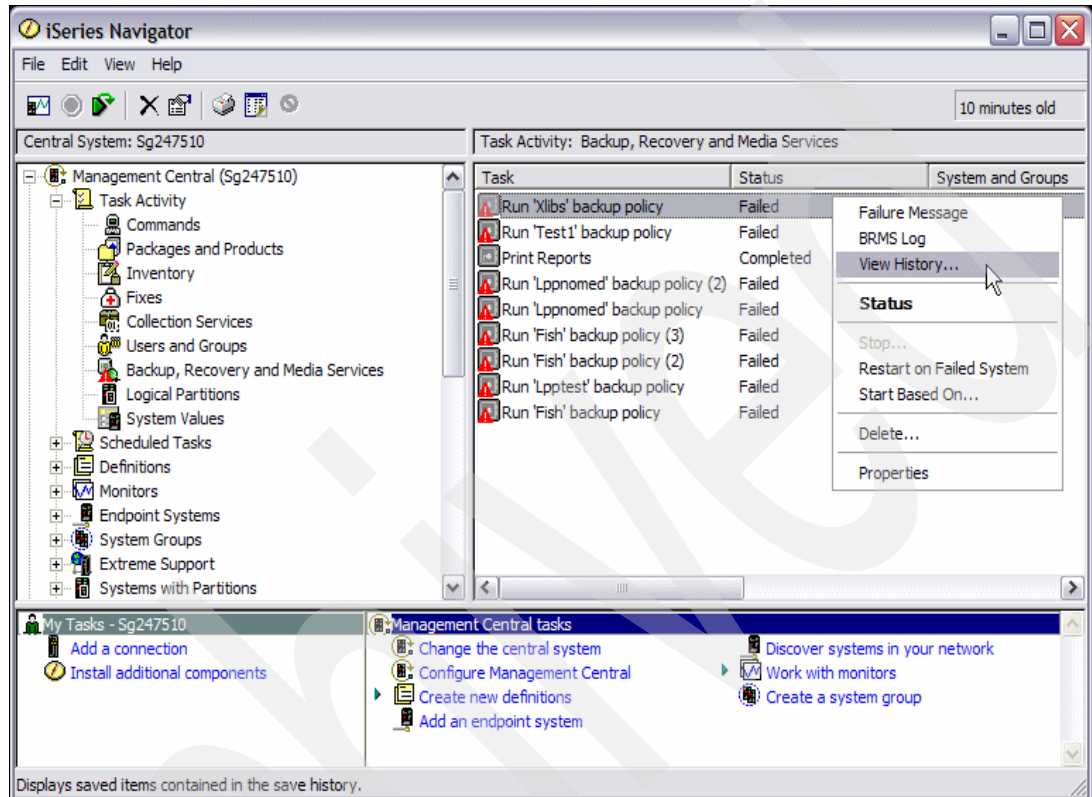 iSeries Navigator
File Edit View Help
10 minutes old
Central System: Sg247510
Task Activity: Backup, Recovery and Media Services
Management Central (Sg247510)
Task Activity
Commands
Packages and Products
Inventory
Fixes
Collection Services
Users and Groups
Backup, Recovery and Media Services
Logical Partitions
System Values
Scheduled Tasks
Definitions
Monitors
Endpoint Systems
System Groups
Extreme Support
Systems with Partitions
Task Status System and Groups
Run 'Xlibs' backup policy Failed
Run 'Test1' backup policy Failed
Print Reports Completed
Run 'Lppnomed' backup policy (2) Failed
Run 'Lppnomed' backup policy Failed
Run 'Fish' backup policy (3) Failed
Run 'Fish' backup policy (2) Failed
Run 'Lpptest' backup policy Failed
Run 'Fish' backup policy Failed
Failure Message
BRMS Log
View History...
Status
Stop...
Restart on Failed System
Start Based On...
Delete...
Properties
My Tasks - Sg247510
Add a connection
Install additional components
Management Central tasks
Change the central system
Configure Management Central
Create new definitions
Add an endpoint system
Discover systems in your network
Work with monitors
Create a system group
Displays saved items contained in the save history.